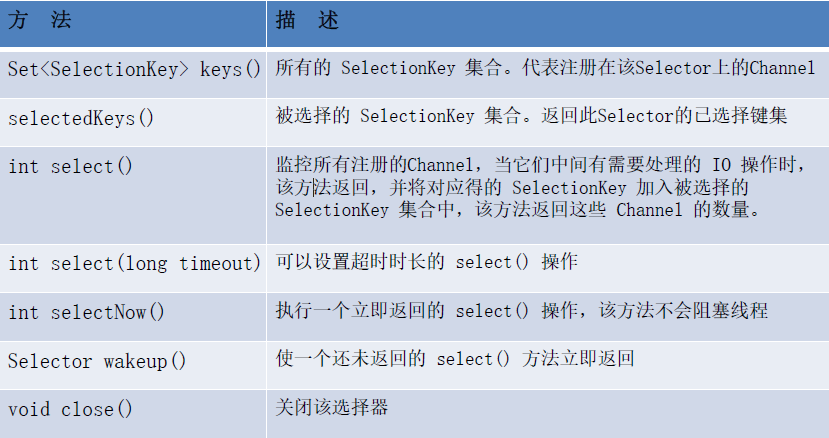 方 法 描 述
Set<SelectionKey> keys() 所有的 SelectionKey 集合。代表注册在该Selector上的Channel
selectedKeys() 被选择的 SelectionKey 集合。返回此Selector的已选择键集
int select() 监控所有注册的Channel，当它们中间有需要处理的 IO 操作时，
该方法返回，并将对应得的 SelectionKey 加入被选择的
SelectionKey 集合中，该方法返回这些 Channel 的数量。
int select(long timeout) 可以设置超时时长的 select() 操作
int selectNow() 执行一个立即返回的 select() 操作，该方法不会阻塞线程
Selector wakeup() 使一个还未返回的 select() 方法立即返回
void close() 关闭该选择器